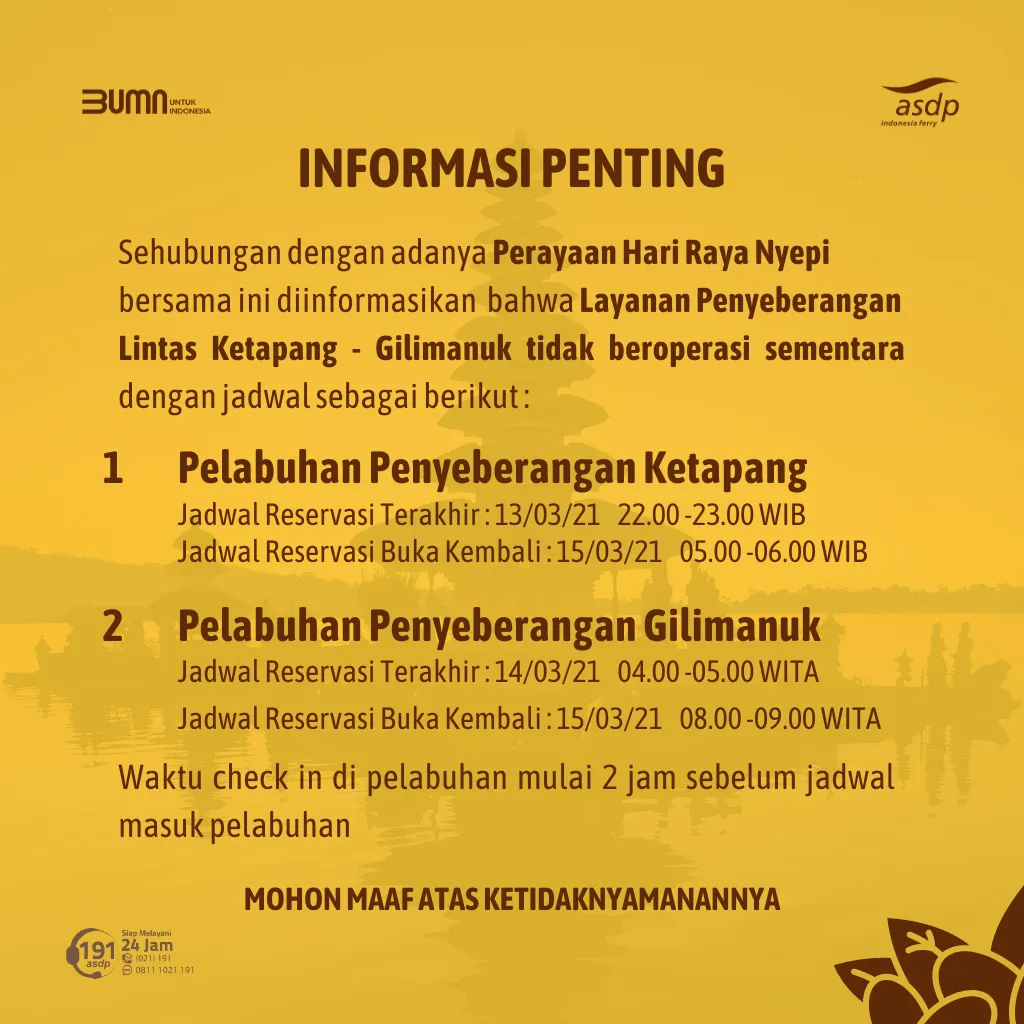 BUMN UNTUK
INDONESIA
asdp
indonesia ferry
INFORMASI PENTING
Sehubungan dengan adanya Perayaan Hari Raya Nyepi
bersama ini diinformasikan bahwa Layanan Penyeberangan
Lintas Ketapang - Gilimanuk tidak beroperasi sementara
dengan jadwal sebagai berikut :
1 Pelabuhan Penyeberangan Ketapang
Jadwal Reservasi Terakhir : 13/03/21 22.00 -23.00 WIB
Jadwal Reservasi Buka Kembali : 15/03/21 05.00 -06.00 WIB
2 Pelabuhan Penyeberangan Gilimanuk
Jadwal Reservasi Terakhir : 14/03/21 04.00 -05.00 WITA
Jadwal Reservasi Buka Kembali : 15/03/21 08.00 -09.00 WITA
Waktu check in di pelabuhan mulai 2 jam sebelum jadwal
masuk pelabuhan
MOHON MAAF ATAS KETIDAKNYAMANANNYA
191
asdp
Siap Melayani
24 Jam
(021) 191
0811 1021 191